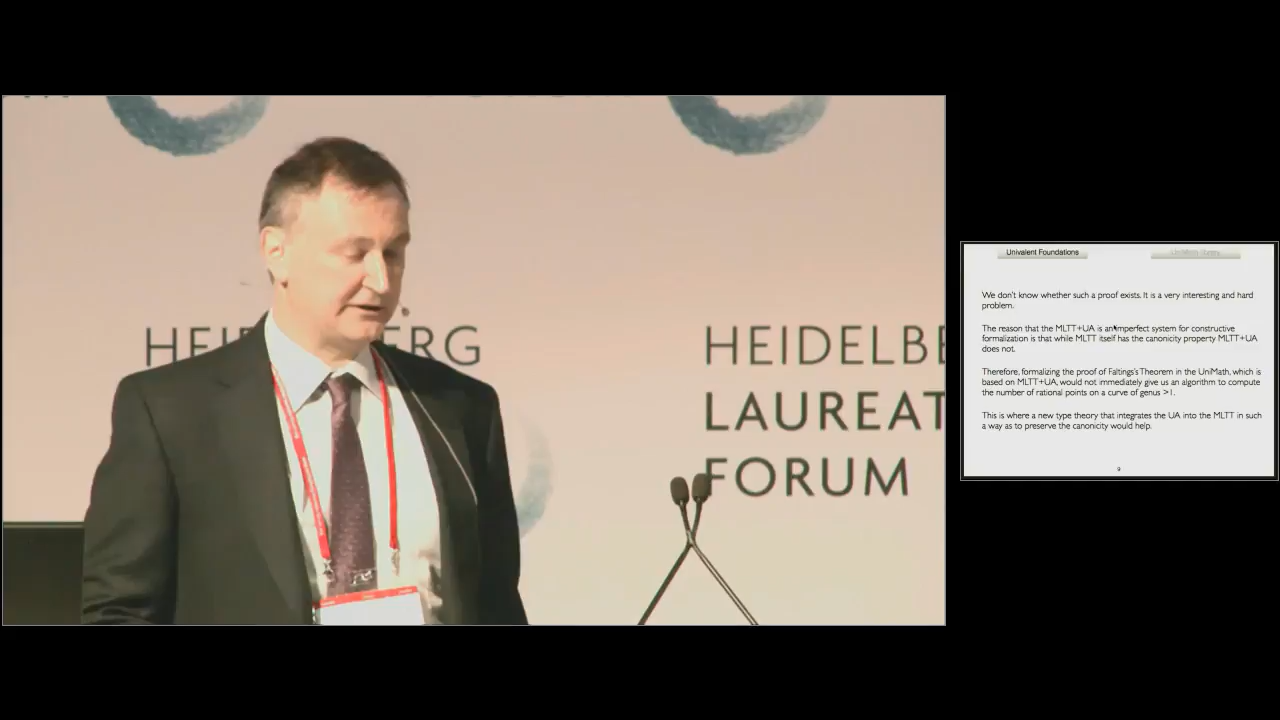 HEIDELBERG
HEIDELBE
LAUREAT
FORUM
Univalent Foundations
UniMath library
We don't know whether such a proof exists. It is a very interesting and hard
problem.
The reason that the MLTT+UA is an imperfect system for constructive
formalization is that while MLTT itself has the canonicity property MLTT+UA
does not.
Therefore, formalizing the proof of Faltings's Theorem in the UniMath, which is
based on MLTT+UA, would not immediately give us an algorithm to compute
the number of rational points on a curve of genus >1.
This is where a new type theory that integrates the UA into the MLTT in such
a way as to preserve the canonicity would help.
9